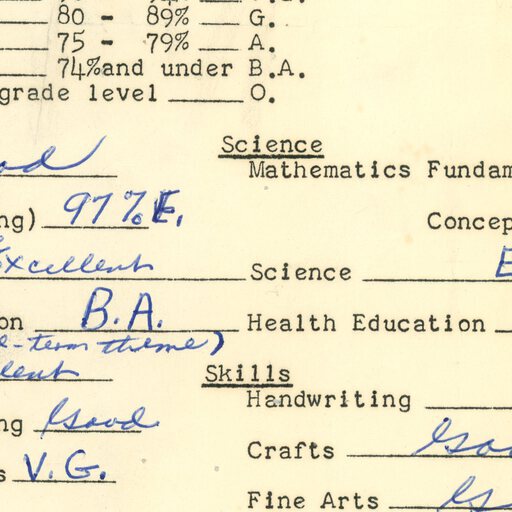 80 - 89% G.
75 - 79% A.
74% and under B.A.
grade level O.
Science
Mathematics Fundam
ng) 97% E. Concep
Excellent Science E
on B.A. Health Education
-term theme)
lent Skills
Handwriting
ng Good
Crafts Goo
s V.G.
Fine Arts G